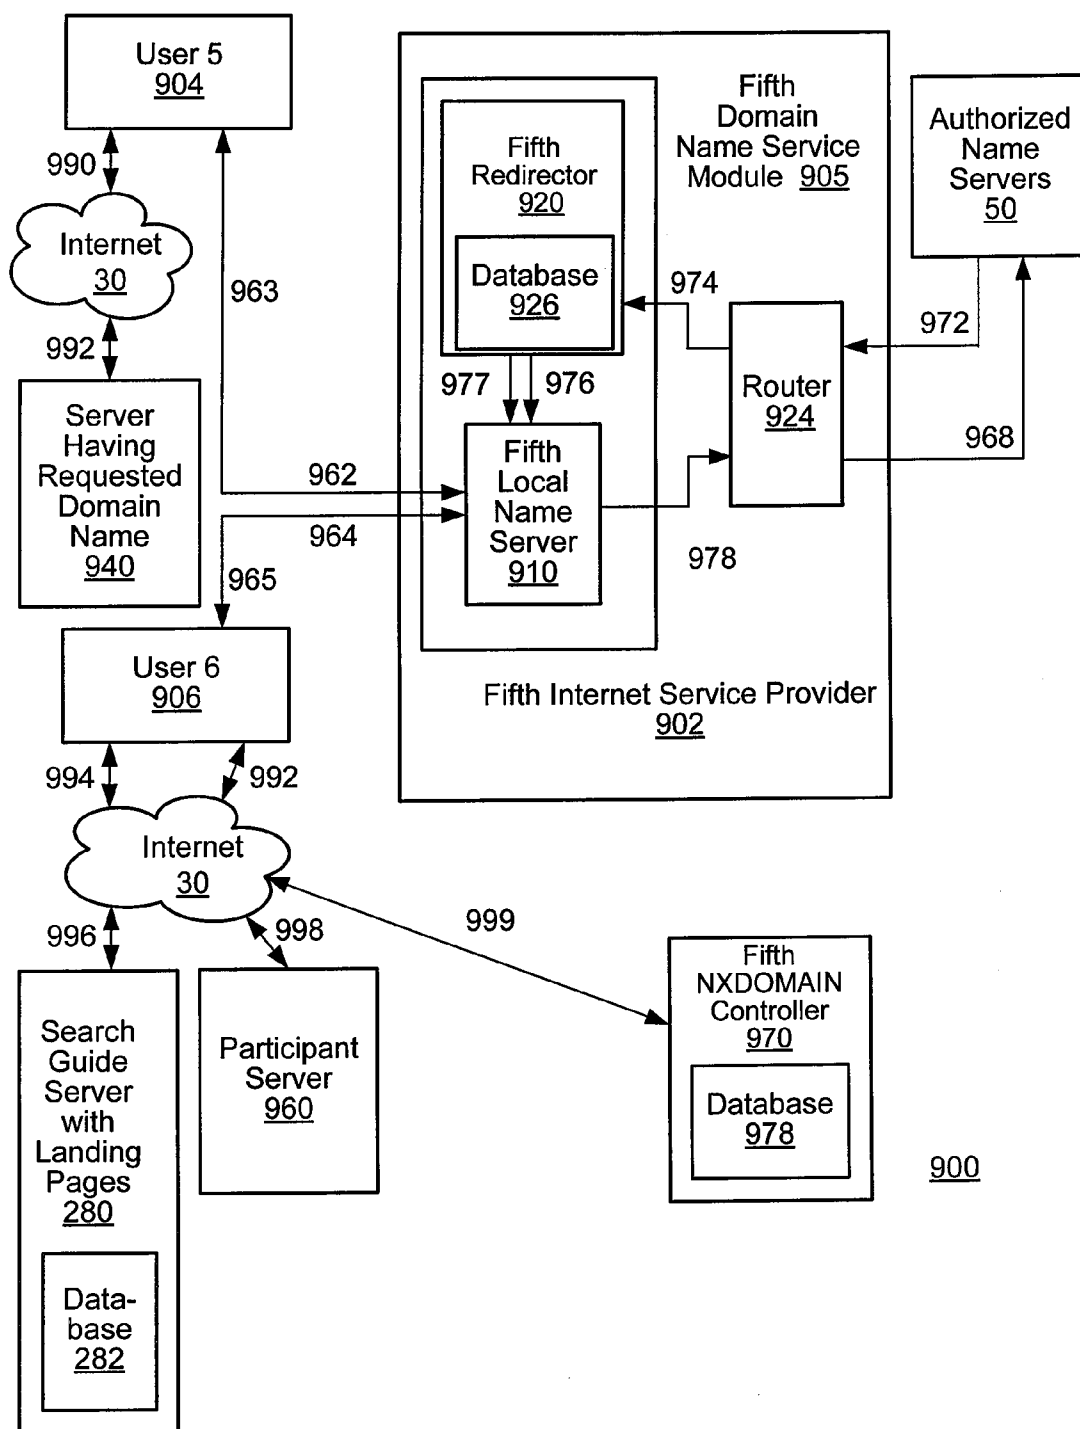 User 5
904
990
Internet
30
992
963
Server
Having
Requested
Domain
Name
940
Fifth
Domain
Name Service
Module 905
Fifth
Redirector
920
Database
926
977
976
974
Router
924
Authorized
Name
Servers
50
972
968
962
964
965
Fifth
Local
Name
Server
910
978
Fifth Internet Service Provider
902
User 6
906
994
992
Internet
30
996
998
999
Search
Guide
Server
with
Landing
Pages
280
Data-
base
282
Participant
Server
960
Fifth
NXDOMAIN
Controller
970
Database
978
900